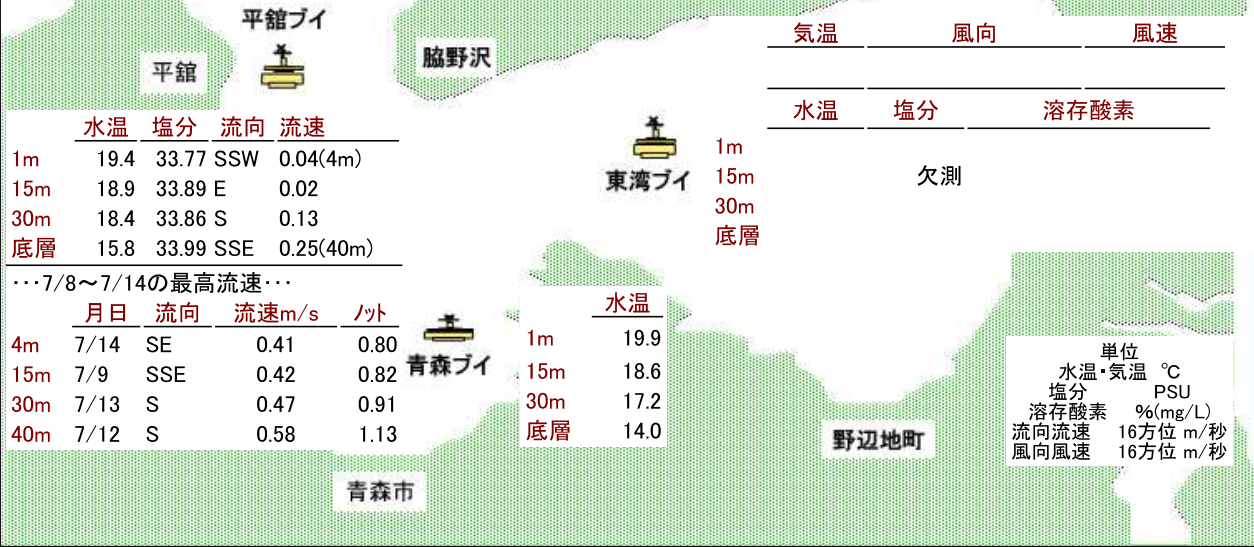 平舘ブイ
平舘
脇野沢
気温 風向 風速
水温 塩分 溶存酸素
東湾ブイ
1m
15m 欠測
30m
底層
水温 塩分 流向 流速
1m 19.4 33.77 SSW 0.04(4m)
15m 18.9 33.89 E 0.02
30m 18.4 33.86 S 0.13
底層 15.8 33.99 SSE 0.25(40m)
･･･7/8～7/14の最高流速･･･
月日 流向 流速m/s ﾉｯﾄ
4m 7/14 SE 0.41 0.80
15m 7/9 SSE 0.42 0.82
30m 7/13 S 0.47 0.91
40m 7/12 S 0.58 1.13
青森ブイ
水温
1m 19.9
15m 18.6
30m 17.2
底層 14.0
青森市
野辺地町
単位
水温･気温 ℃
塩分 PSU
溶存酸素 %(mg/L)
流向流速 16方位 m/秒
風向風速 16方位 m/秒